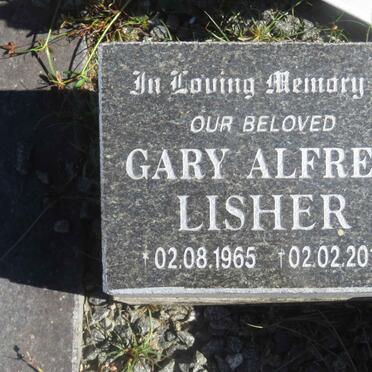 In Loving Memory
OUR BELOVED
GARY ALFRE
LISHER
*02.08.1965 †02.02.20